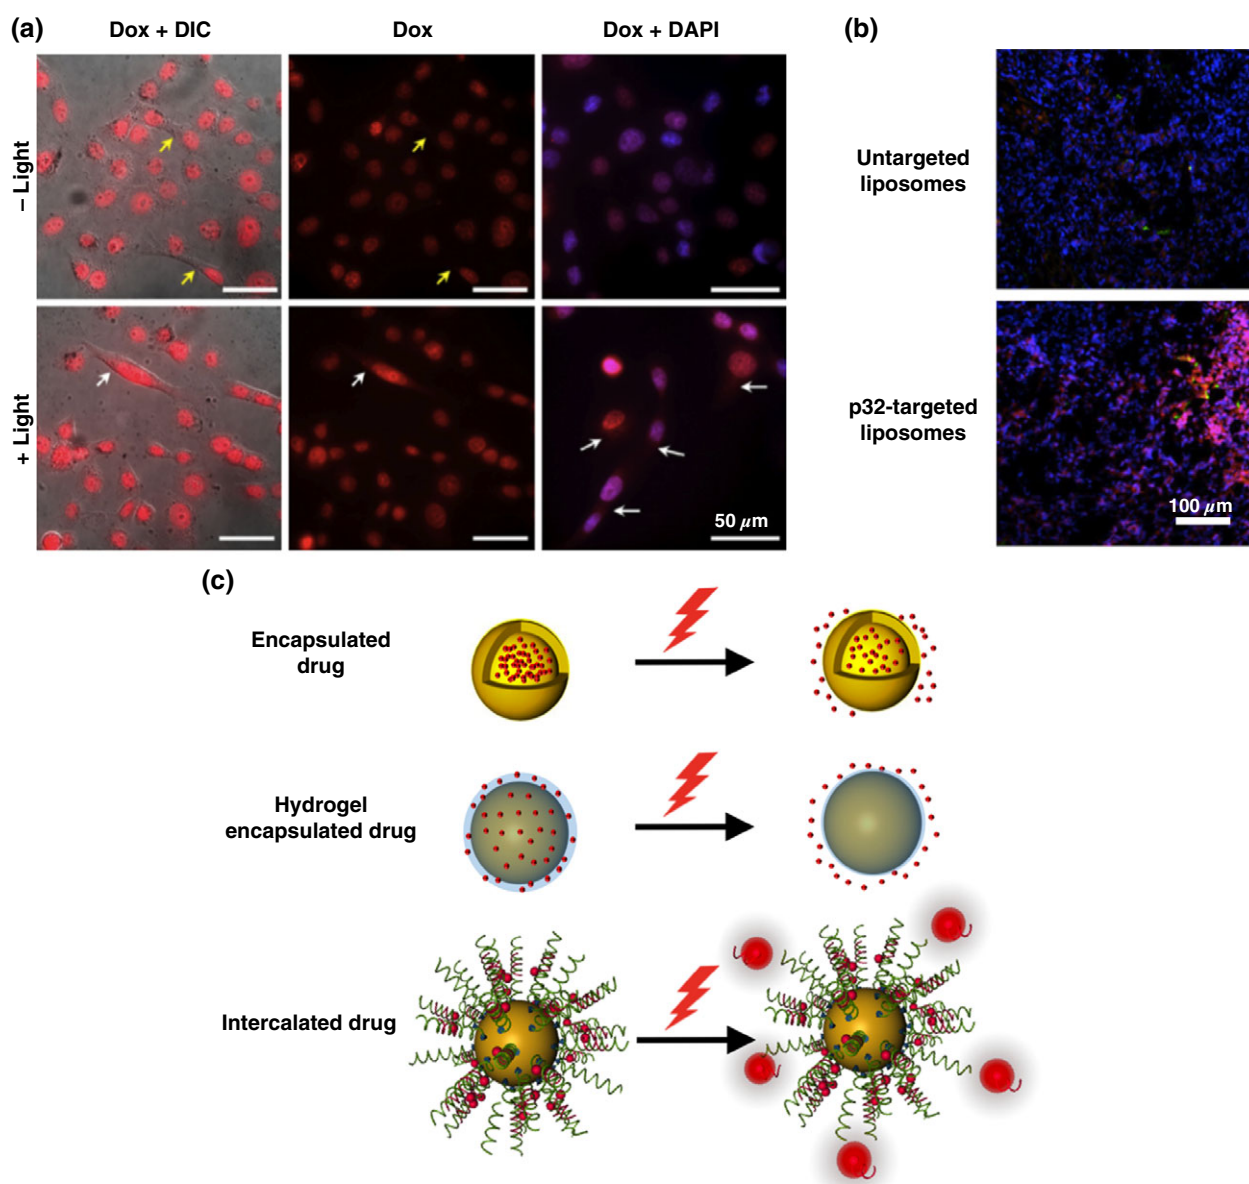 (a)
Dox + DIC
Dox
Dox + DAPI
(b)
– Light
+ Light
50 μm
Untargeted
liposomes
p32-targeted
liposomes
100 μm
(c)
Encapsulated
drug
Hydrogel
encapsulated drug
Intercalated drug